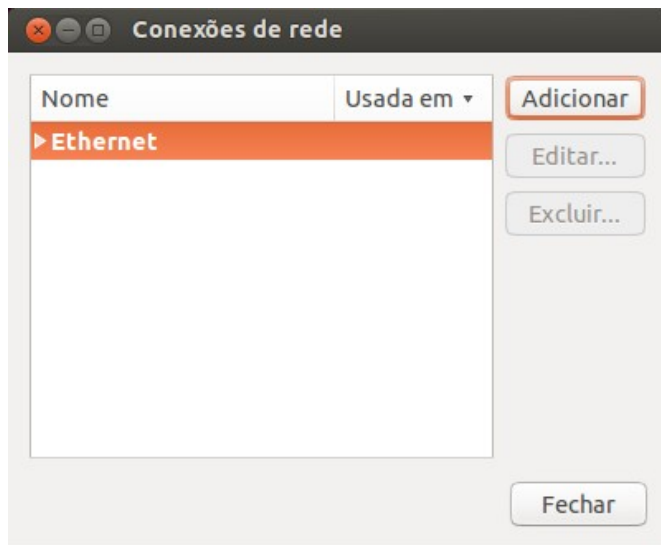 Conexões de rede
Nome Usada em Adicionar
Ethernet
Editar...
Excluir...
Fechar